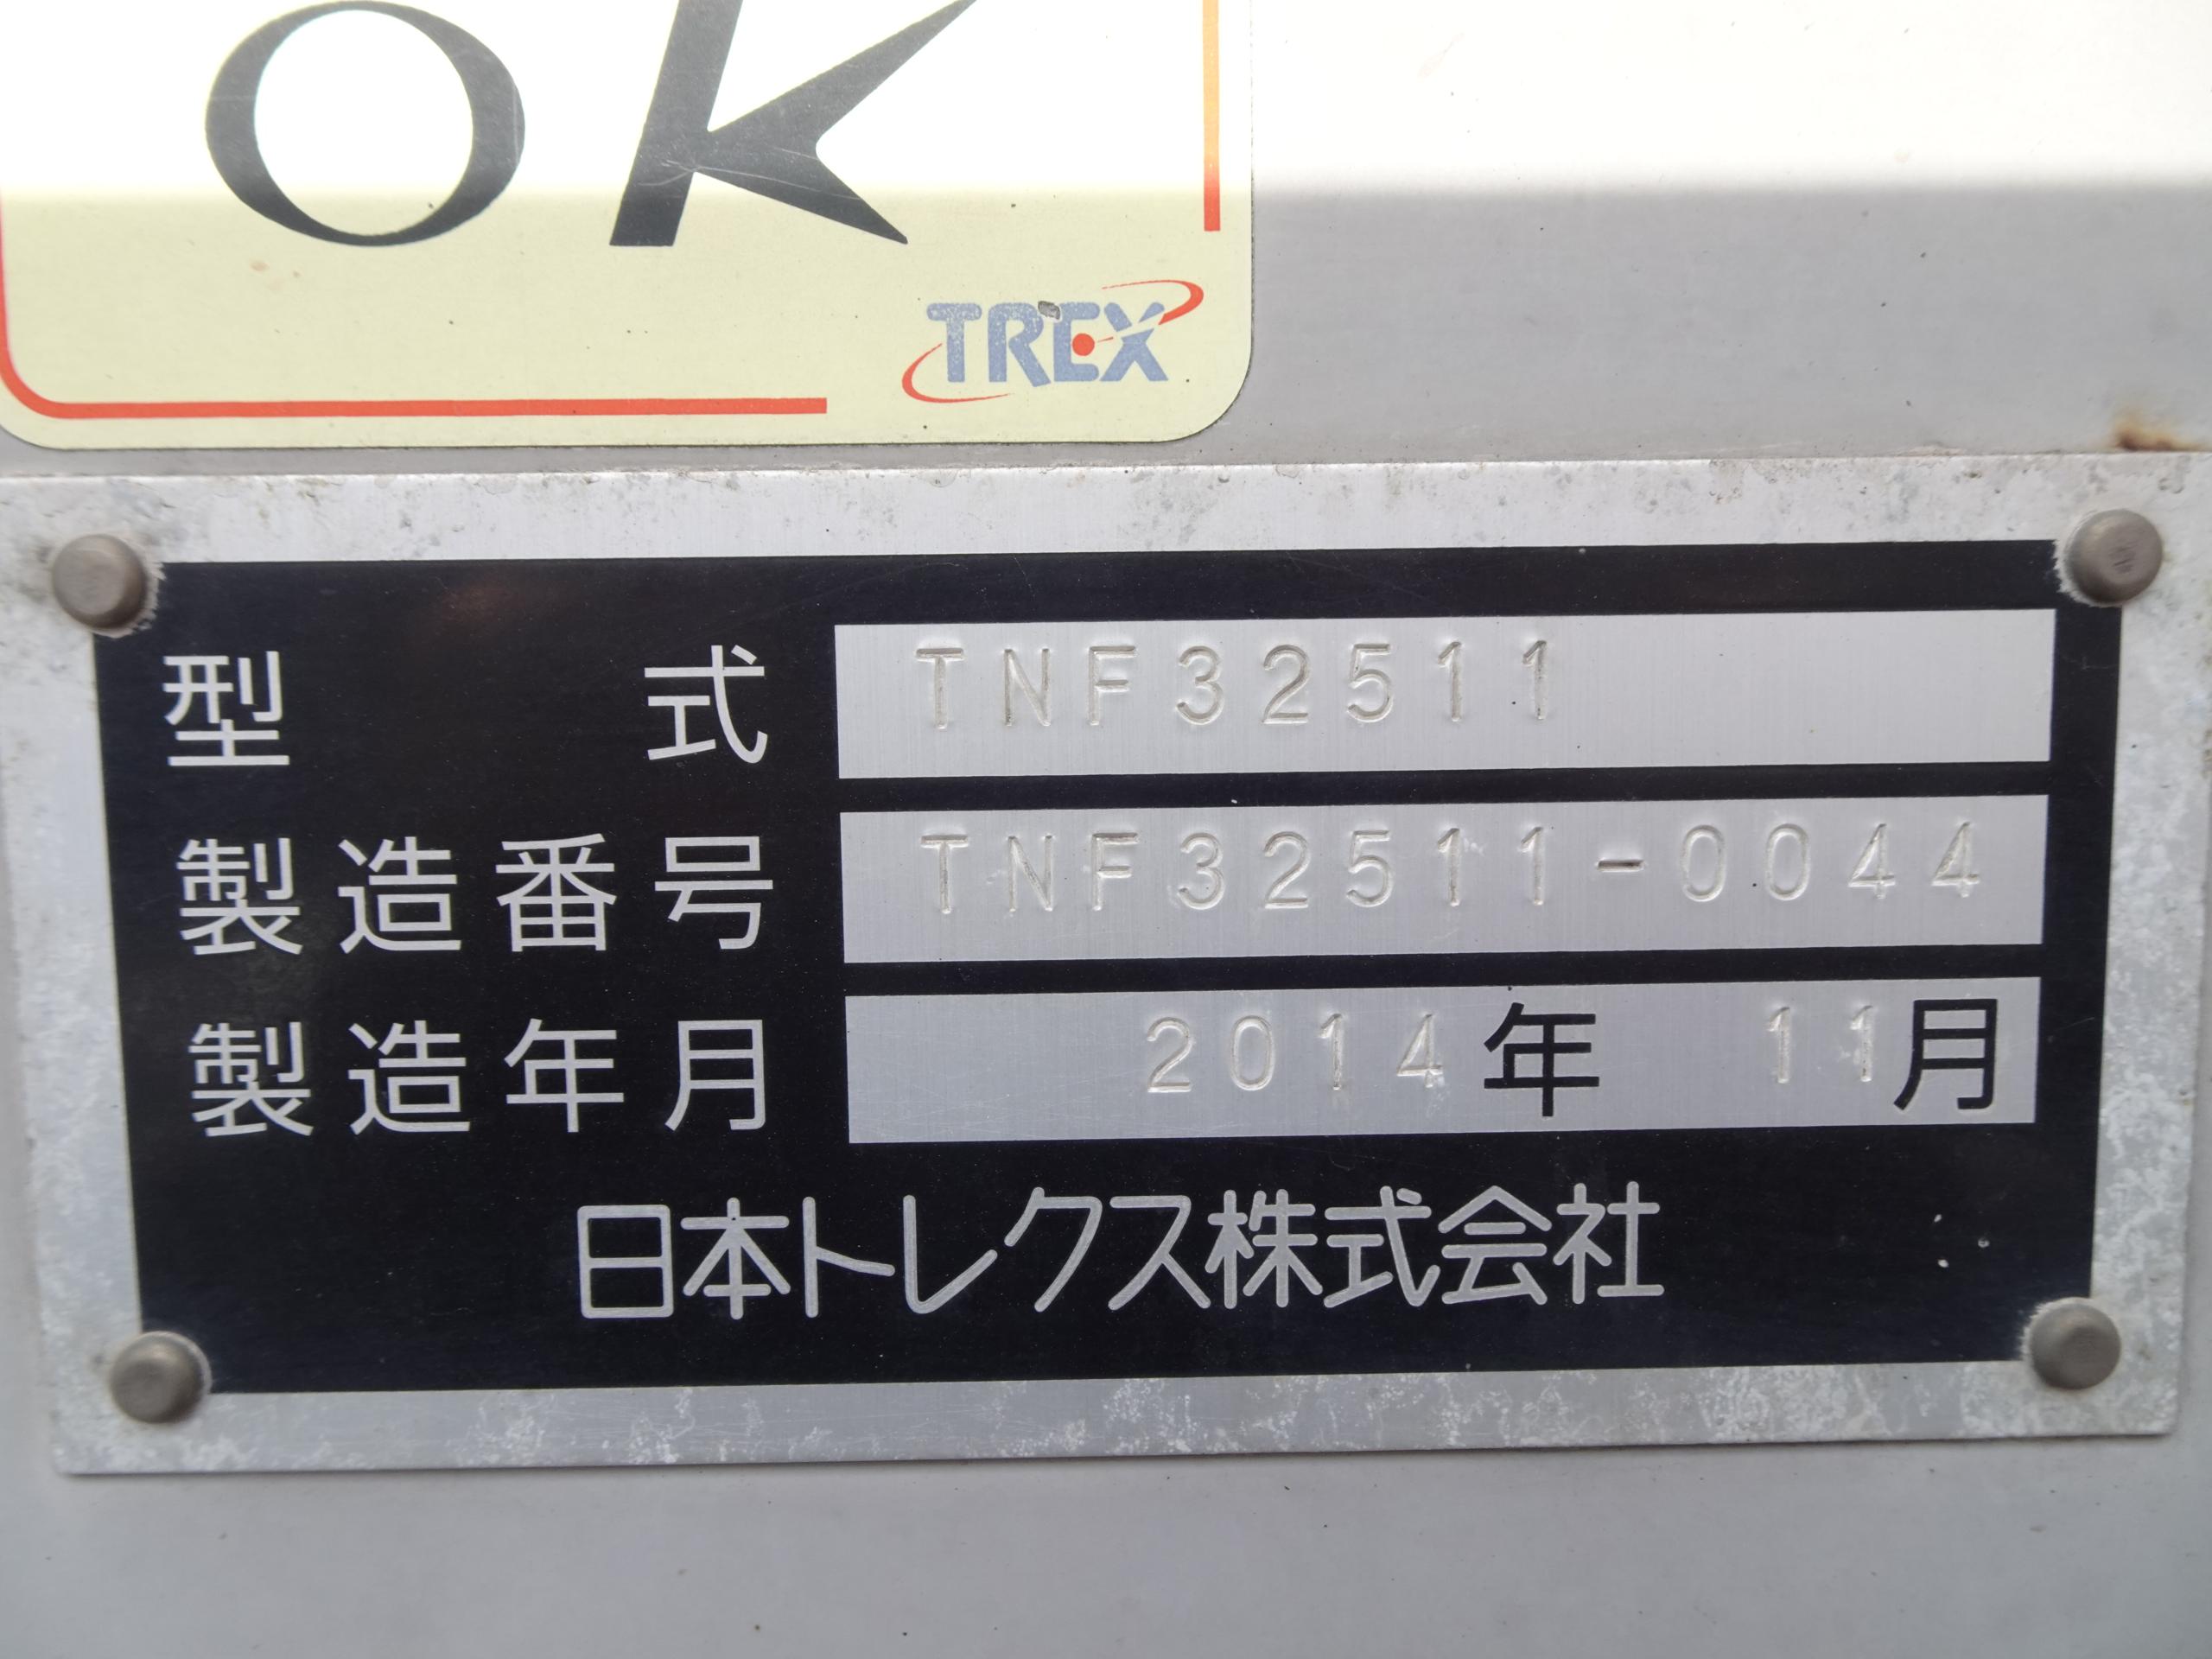 OK
TREX
型式 TNF32511
製造番号 TNF32511-0044
製造年月 2014年 11月
日本トレクス株式会社